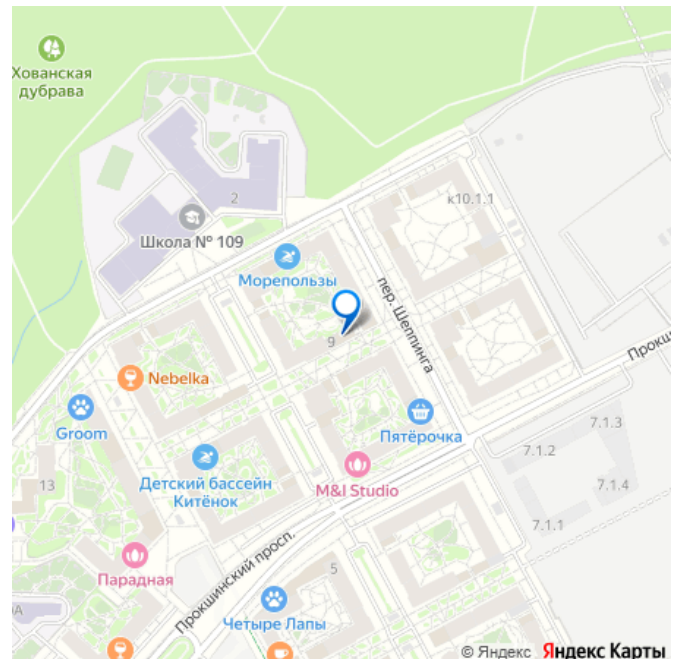 Хованская
дубрава
2
Школа № 109
к10.1.1
Морепользы
пер. Шеппинга
9
Nebelka
Groom
Пятёрочка
7.1.3
7.1.2
Детский бассейн
Китёнок
M&I Studio
7.1.4
13
7.1.1
Прокшинский просп.
Парадная
5
Четыре Лапы
© Яндекс Яндекс Карты